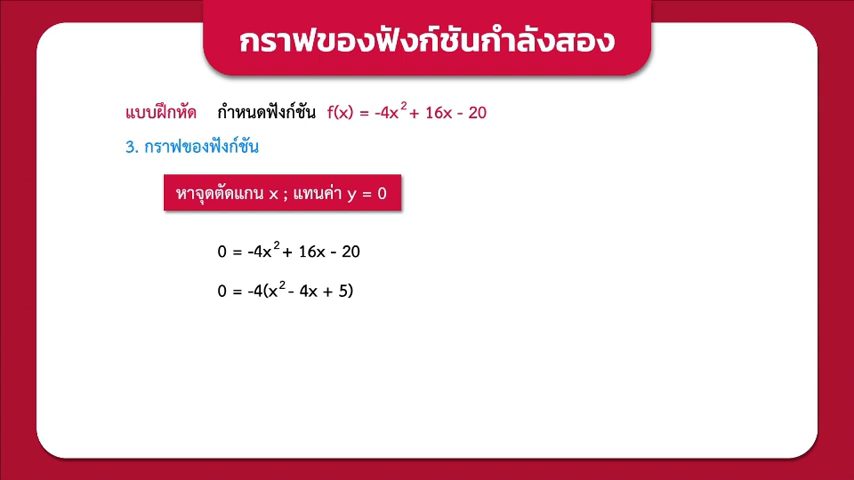 กราฟของฟังก์ชันกำลังสอง
แบบฝึกหัด กำหนดฟังก์ชัน f(x) = -4x² + 16x - 20
3. กราฟของฟังก์ชัน
หาจุดตัดแกน x ; แทนค่า y = 0
0 = -4x² + 16x - 20
0 = -4(x² - 4x + 5)